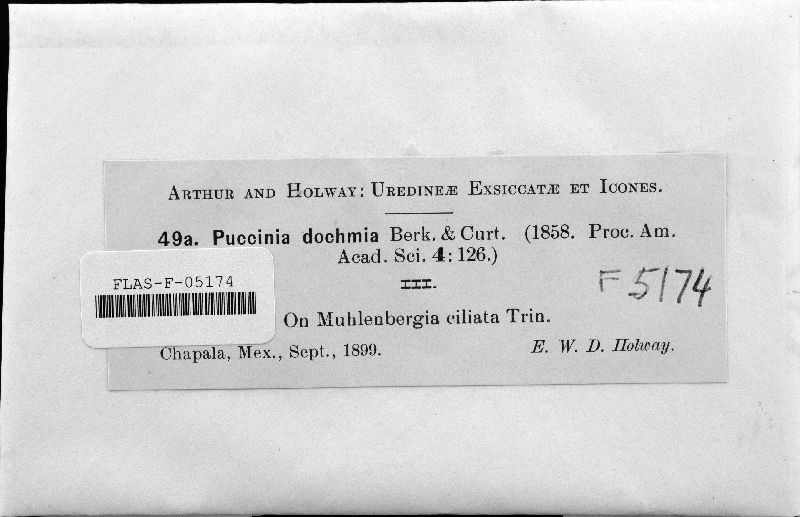 ARTHUR AND HOLWAY: UREDINEÆ EXSICCATÆ ET ICONES.
49a. Puccinia dochmia Berk. & Curt. (1858. Proc. Am.
Acad. Sci. 4: 126.)
III.
FLAS-F-05174
F 5174
On Muhlenbergia ciliata Trin.
Chapala, Mex., Sept., 1899. E. W. D. Holway.